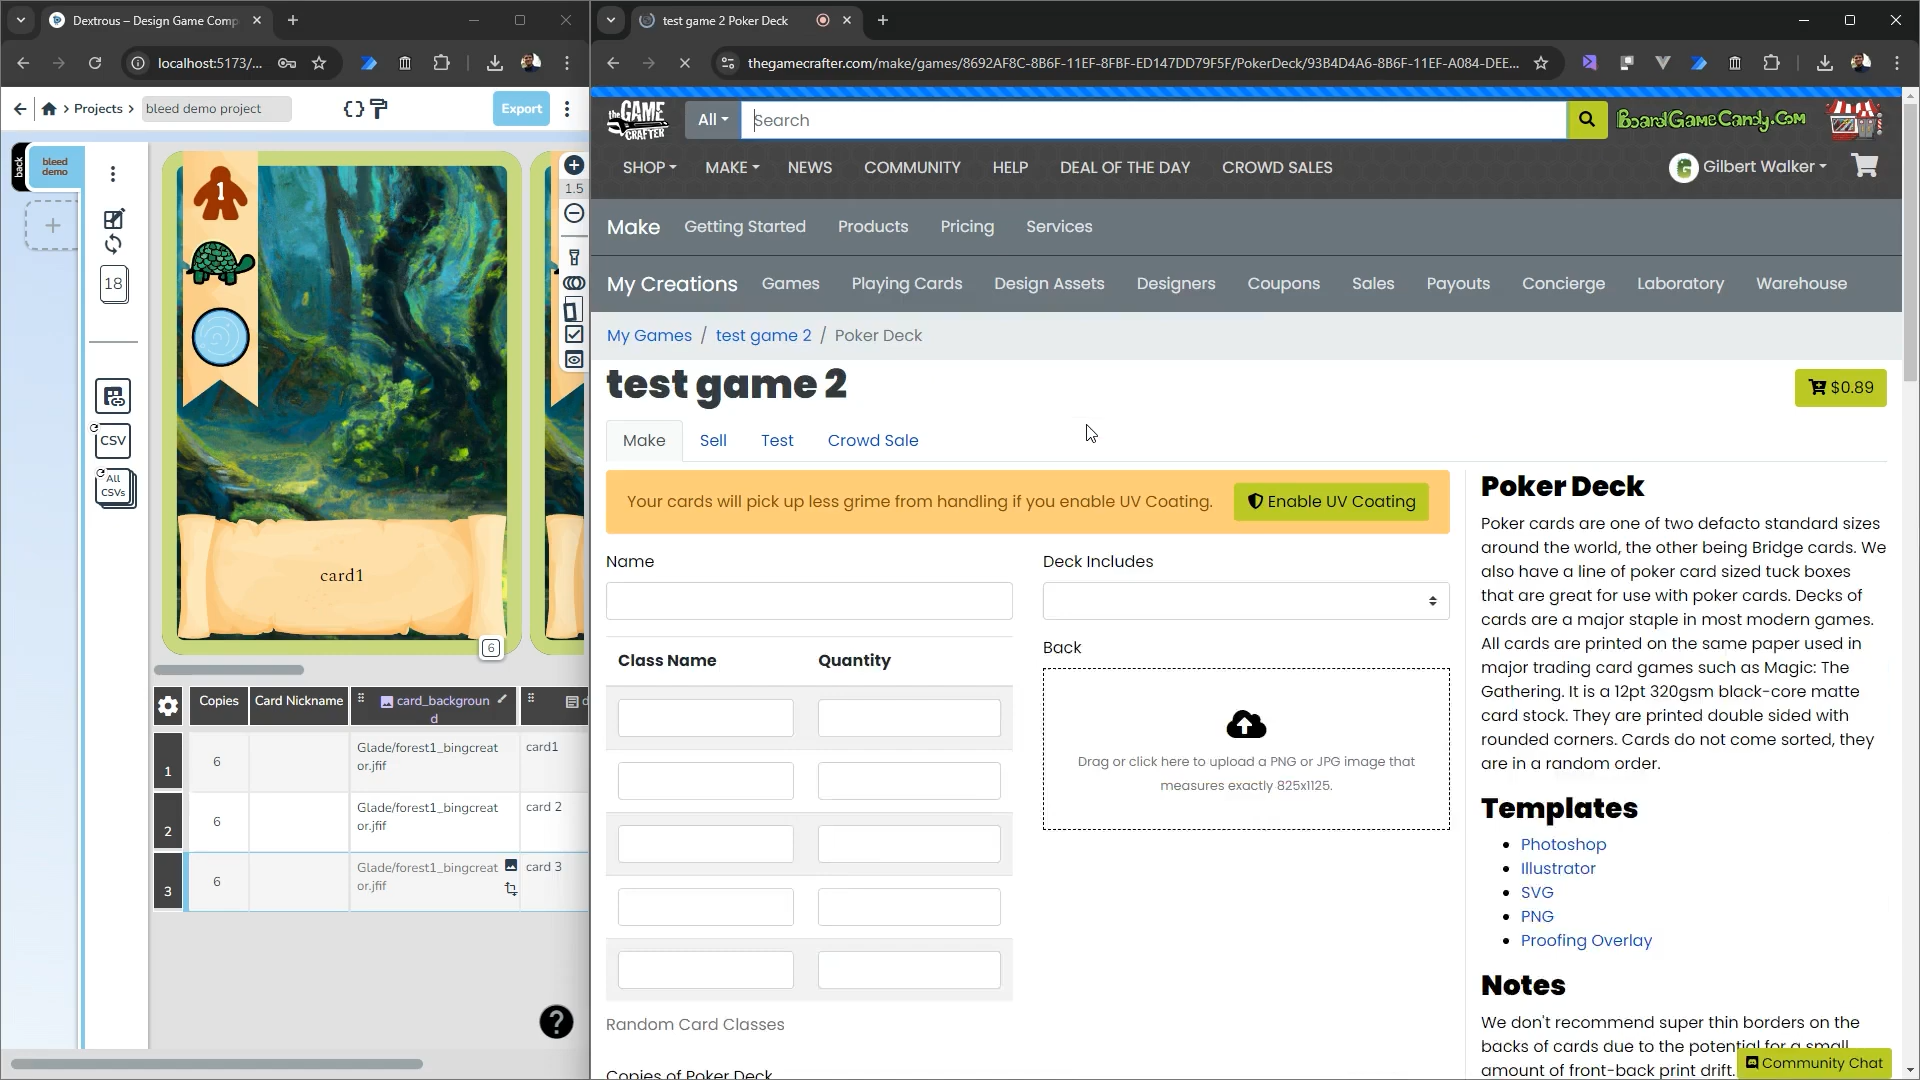 Dextrous – Design Game Comp
localhost:5173/...
Projects
bleed demo project
Export
back
bleed
demo
18
CSV
All
CSVs
1
card1
6
1.5
Copies
Card Nickname
card_backgroun
d
d
1
6
Glade/forest1_bingcreat
or.jfif
card1
2
6
Glade/forest1_bingcreat
or.jfif
card 2
3
6
Glade/forest1_bingcreat
or.jfif
card 3
?
test game 2 Poker Deck
thegamecrafter.com/make/games/8692AF8C-8B6F-11EF-8FBF-ED147DD79F5F/PokerDeck/93B4D4A6-8B6F-11EF-A084-DEE...
the GAME
CRAFTER
All
Search
BoardGameCandy.Com
SHOP
MAKE
NEWS
COMMUNITY
HELP
DEAL OF THE DAY
CROWD SALES
G
Gilbert Walker
Make
Getting Started
Products
Pricing
Services
My Creations
Games
Playing Cards
Design Assets
Designers
Coupons
Sales
Payouts
Concierge
Laboratory
Warehouse
My Games / test game 2 / Poker Deck
test game 2
$0.89
Make
Sell
Test
Crowd Sale
Your cards will pick up less grime from handling if you enable UV Coating.
Enable UV Coating
Name
Deck Includes
Class Name
Quantity
Back
Drag or click here to upload a PNG or JPG image that
measures exactly 825x1125.
Random Card Classes
Copies of Poker Deck
Poker Deck
Poker cards are one of two defacto standard sizes
around the world, the other being Bridge cards. We
also have a line of poker card sized tuck boxes
that are great for use with poker cards. Decks of
cards are a major staple in most modern games.
All cards are printed on the same paper used in
major trading card games such as Magic: The
Gathering. It is a 12pt 320gsm black-core matte
card stock. They are printed double sided with
rounded corners. Cards do not come sorted, they
are in a random order.
Templates
Photoshop
Illustrator
SVG
PNG
Proofing Overlay
Notes
We don't recommend super thin borders on the
backs of cards due to the potential for a small
amount of front-back print drift.
Community Chat